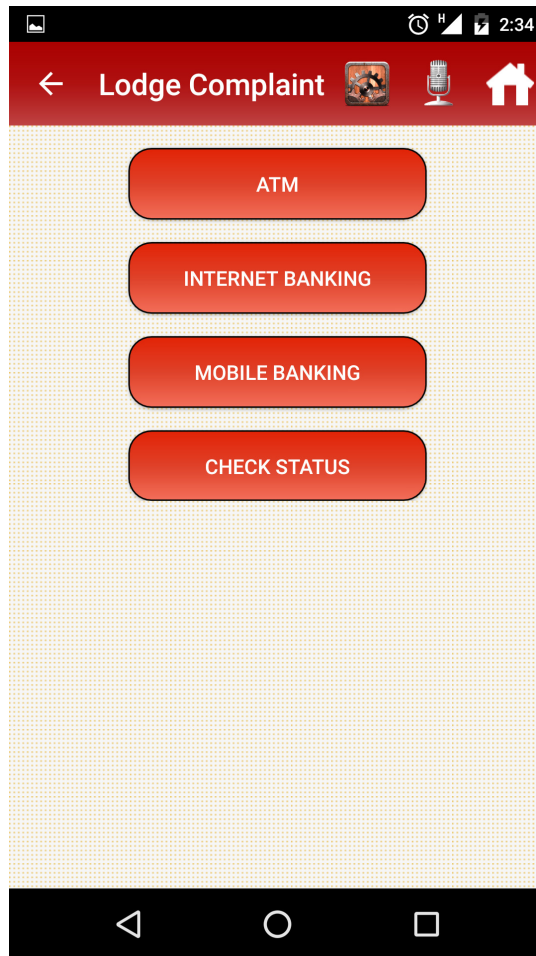 H 2:34
Lodge Complaint
ATM
INTERNET BANKING
MOBILE BANKING
CHECK STATUS